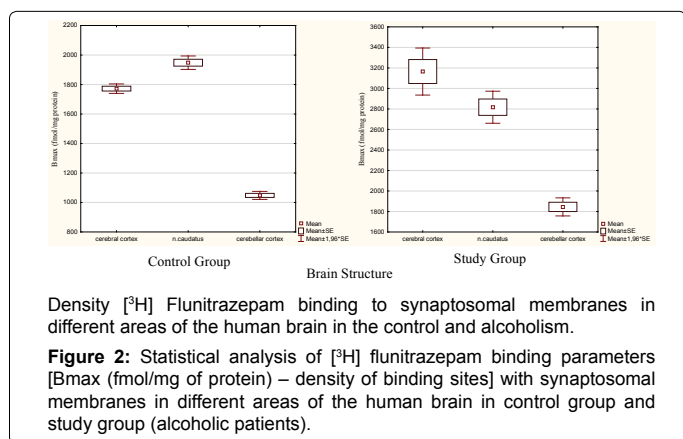 2200
2000
1800
1600
1400
1200
1000
800
Bmax (fmol/mg protein)
cerebral cortex n.caudatus cerebellar cortex
Mean
Mean±SE
Mean±1,96*SE
Control Group
3600
3400
3200
3000
2800
2600
2400
2200
2000
1800
1600
Bmax (fmol/mg protein)
cerebral cortex n.caudatus cerebellar cortex
Mean
Mean±SE
Mean±1,96*SE
Study Group
Brain Structure
Density [³H] Flunitrazepam binding to synaptosomal membranes in
different areas of the human brain in the control and alcoholism.
Figure 2: Statistical analysis of [³H] flunitrazepam binding parameters
[Bmax (fmol/mg of protein) – density of binding sites] with synaptosomal
membranes in different areas of the human brain in control group and
study group (alcoholic patients).